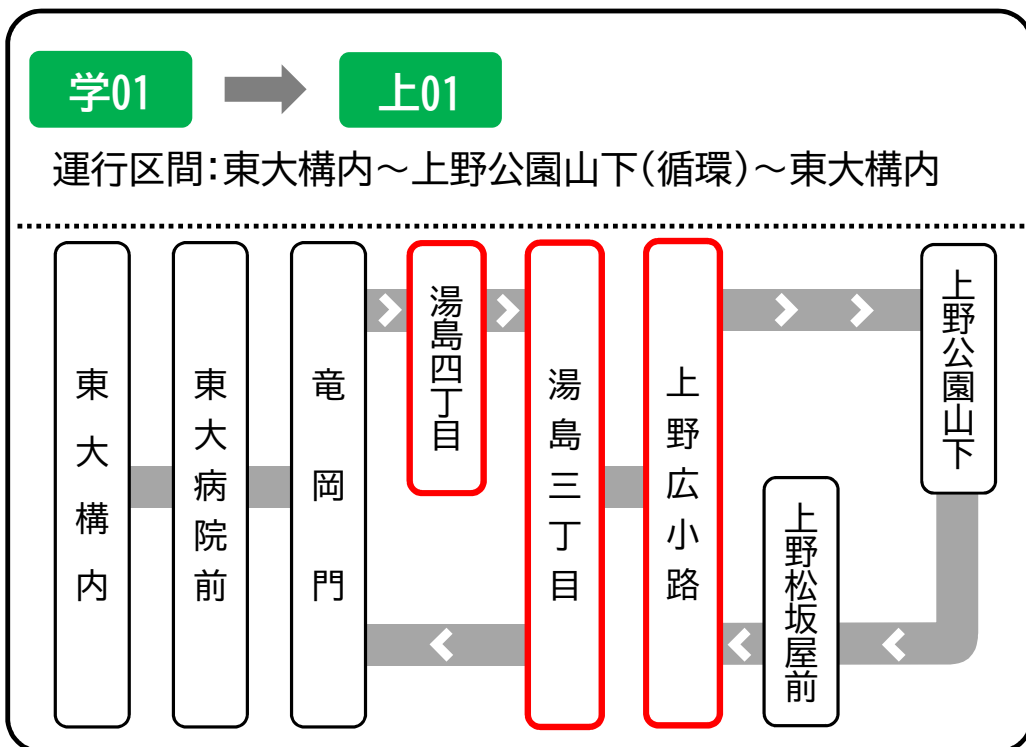 学01
上01
運行区間:東大構内～上野公園山下(循環)～東大構内
東大構内
東大病院前
竜岡門
湯島四丁目
湯島三丁目
上野広小路
上野松坂屋前
上野公園山下